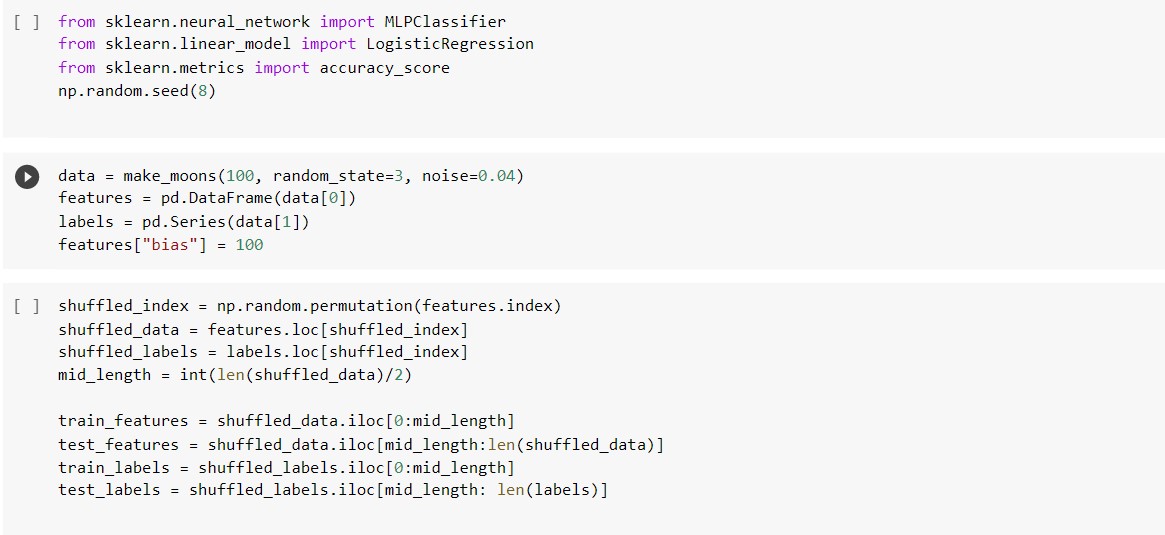 [ ] from sklearn.neural_network import MLPClassifier
from sklearn.linear_model import LogisticRegression
from sklearn.metrics import accuracy_score
np.random.seed(8)
data = make_moons(100, random_state=3, noise=0.04)
features = pd.DataFrame(data[0])
labels = pd.Series(data[1])
features["bias"] = 100
[ ] shuffled_index = np.random.permutation(features.index)
shuffled_data = features.loc[shuffled_index]
shuffled_labels = labels.loc[shuffled_index]
mid_length = int(len(shuffled_data)/2)
train_features = shuffled_data.iloc[0:mid_length]
test_features = shuffled_data.iloc[mid_length:len(shuffled_data)]
train_labels = shuffled_labels.iloc[0:mid_length]
test_labels = shuffled_labels.iloc[mid_length: len(labels)]